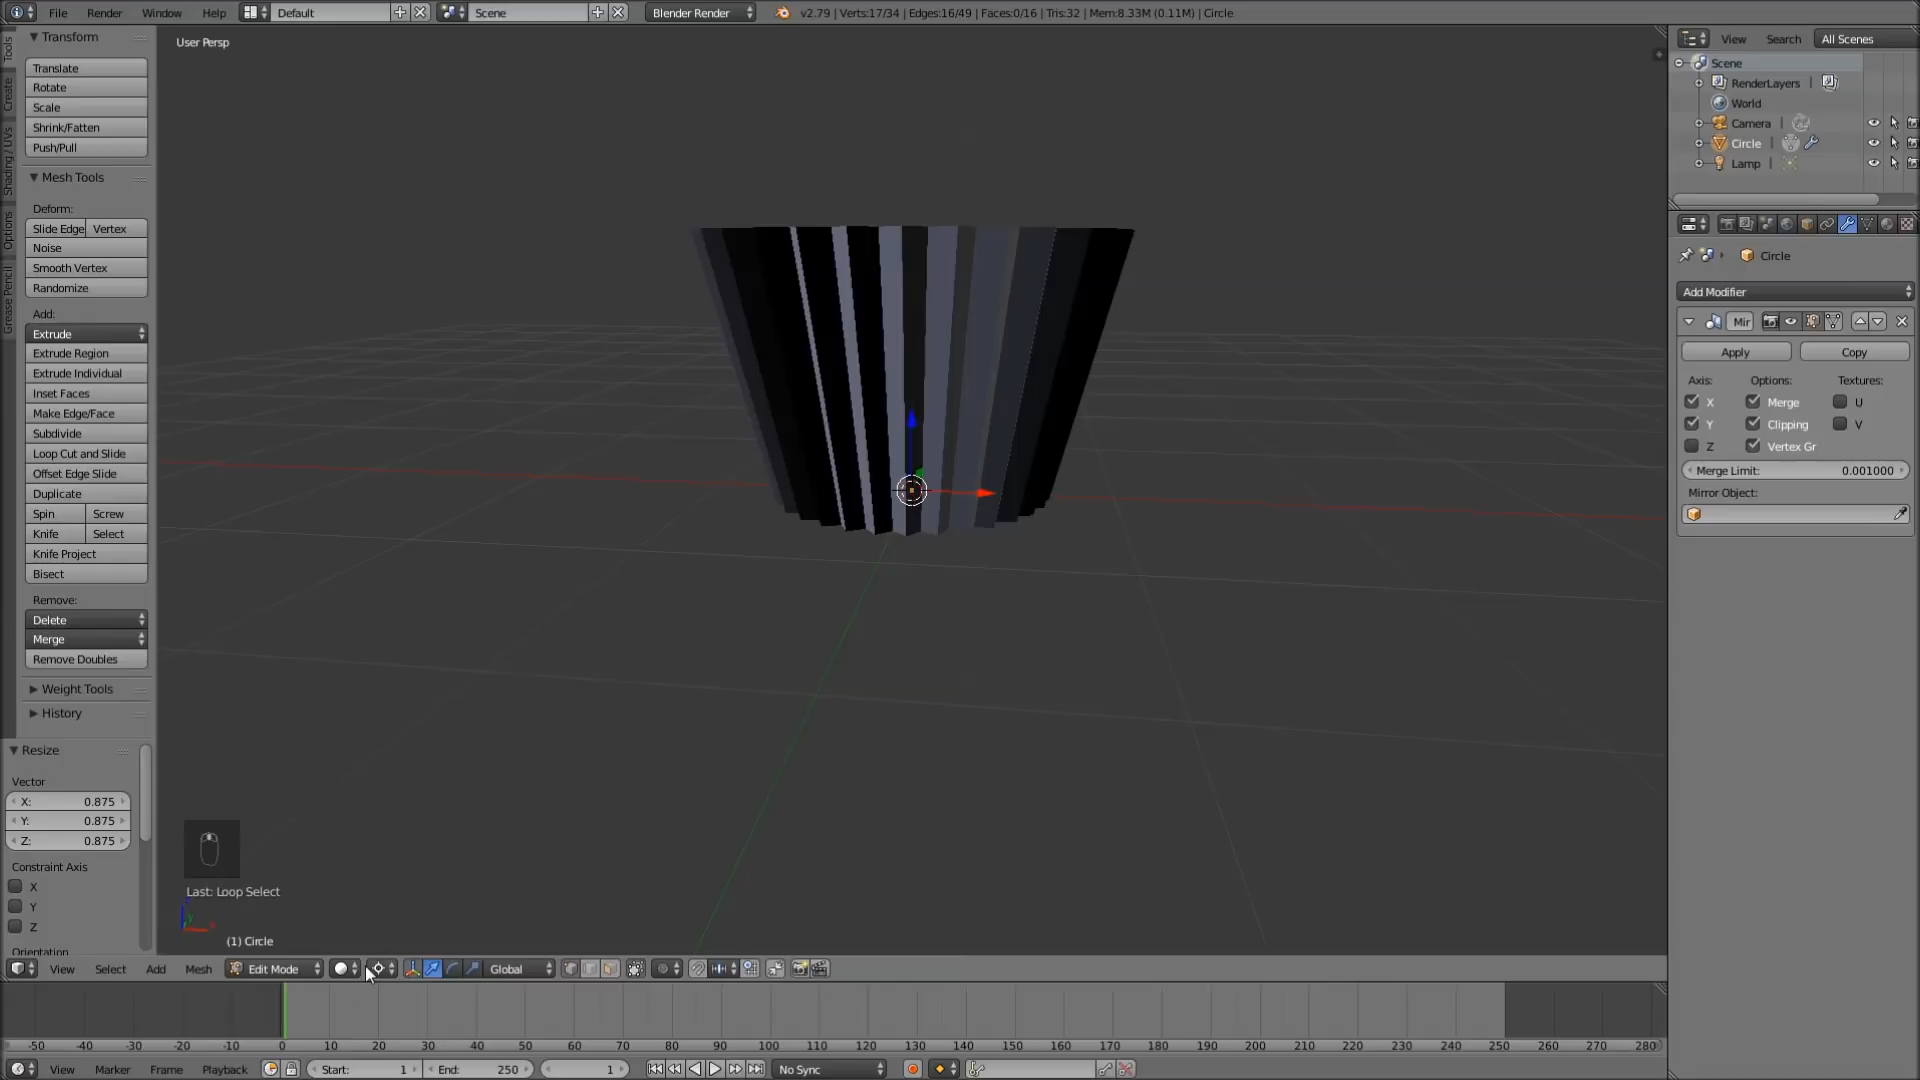 File Render Window Help Default Scene Blender Render v2.79 | Verts:17/34 | Edges:16/49 | Faces:0/16 | Tris:32 | Mem:8.33M (0.11M) | Circle
Tools
Create
Shading / UVs
Options
Grease Pencil
Transform
Translate
Rotate
Scale
Shrink/Fatten
Push/Pull
Mesh Tools
Deform:
Slide Edge Vertex
Noise
Smooth Vertex
Randomize
Add:
Extrude
Extrude Region
Extrude Individual
Inset Faces
Make Edge/Face
Subdivide
Loop Cut and Slide
Offset Edge Slide
Duplicate
Spin Screw
Knife Select
Knife Project
Bisect
Remove:
Delete
Merge
Remove Doubles
Weight Tools
History
Resize
Vector
X: 0.875
Y: 0.875
Z: 0.875
Constraint Axis
X
Y
Z
Orientation
User Persp
Last: Loop Select
(1) Circle
View Search All Scenes
Scene
RenderLayers |
World
Camera |
Circle |
Lamp |
Circle
Add Modifier
Mir
Apply Copy
Axis: Options: Textures:
X Merge U
Y Clipping V
Z Vertex Gr
Merge Limit: 0.001000
Mirror Object:
View Select Add Mesh Edit Mode Global
-50 -40 -30 -20 -10 0 10 20 30 40 50 60 70 80 90 100 110 120 130 140 150 160 170 180 190 200 210 220 230 240 250 260 270 280
View Marker Frame Playback Start: 1 End: 250 1 No Sync